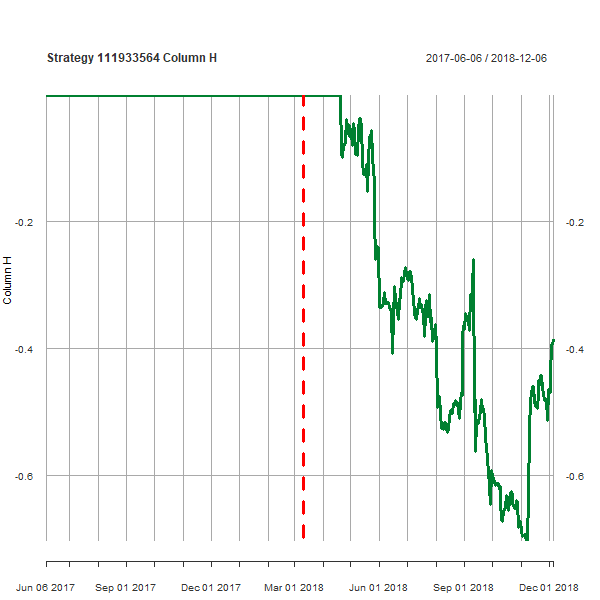 Strategy 111933564 Column H
2017-06-06 / 2018-12-06
-0.2 -0.2
Column H
-0.4 -0.4
-0.6 -0.6
Jun 06 2017 Sep 01 2017 Dec 01 2017 Mar 01 2018 Jun 01 2018 Sep 01 2018 Dec 01 2018